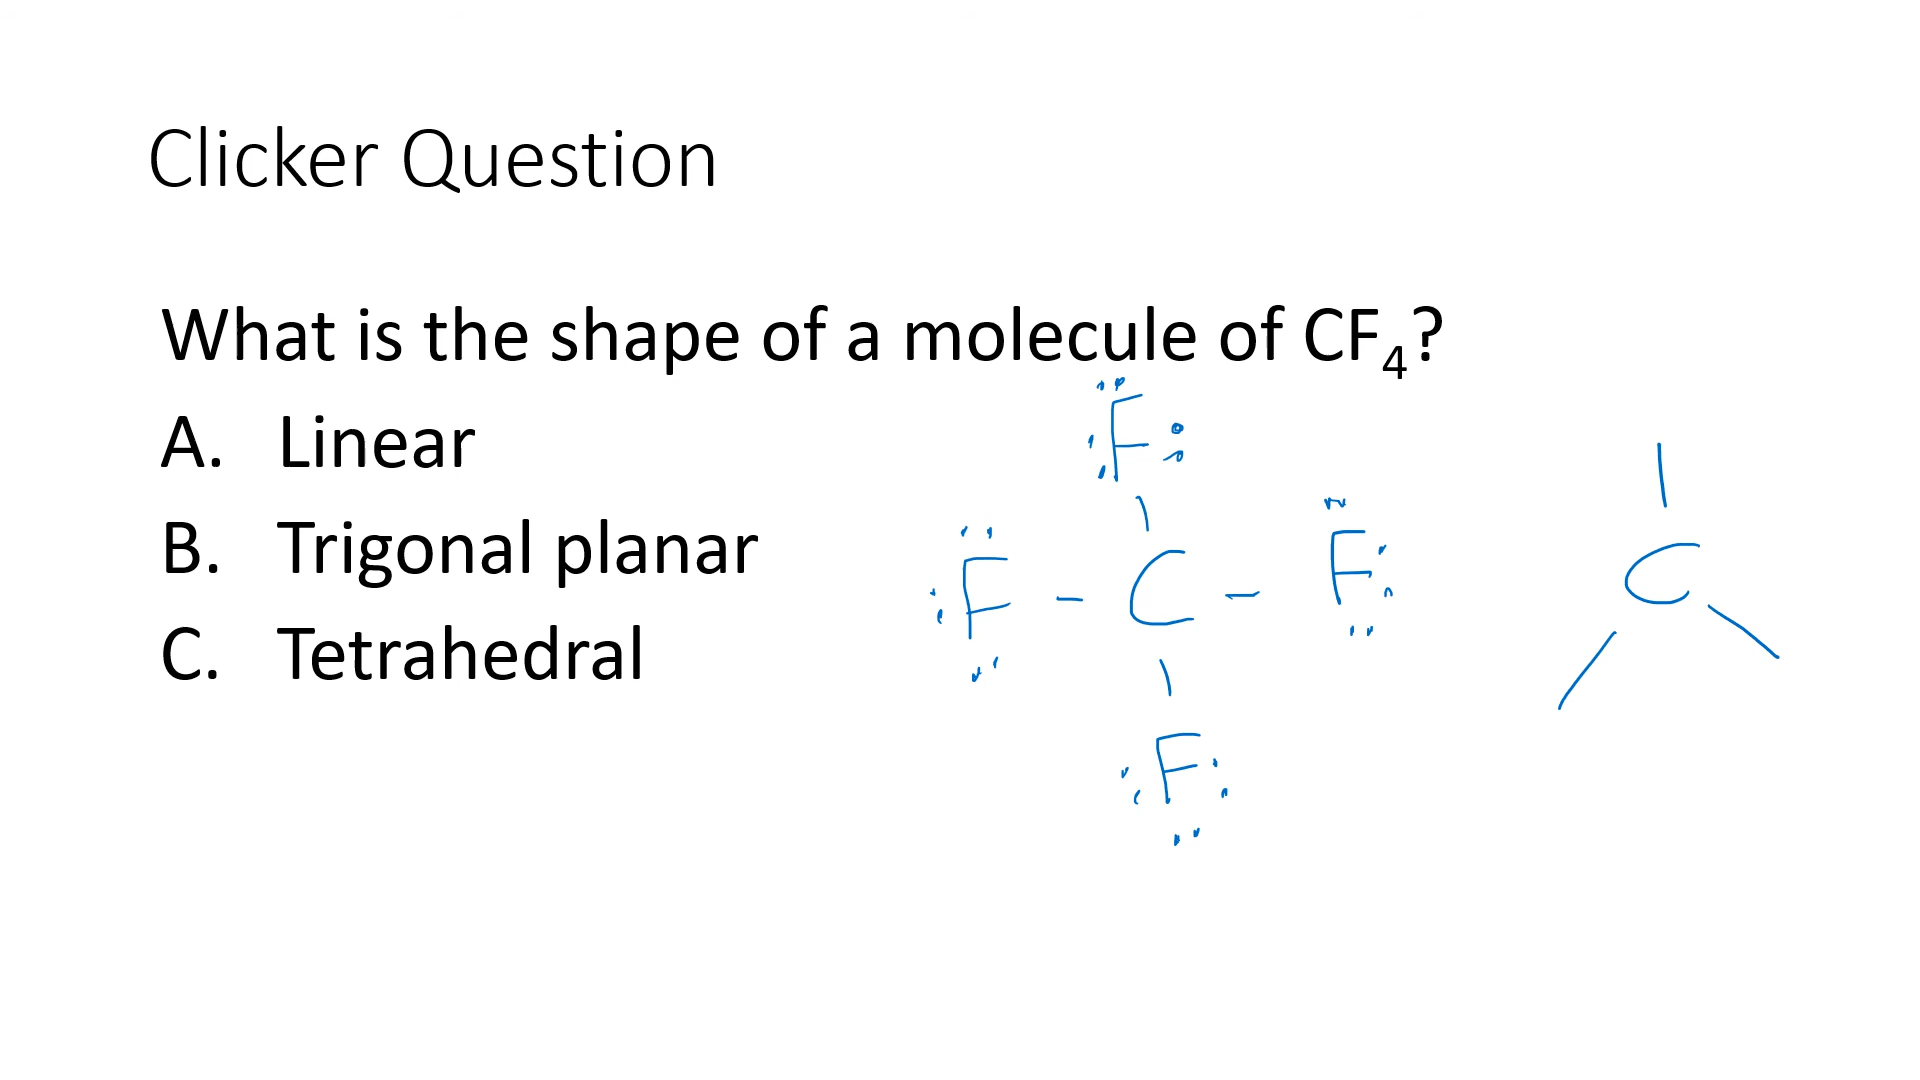 Clicker Question
What is the shape of a molecule of CF₄?
A. Linear
B. Trigonal planar
C. Tetrahedral
F
F - C - F
F
C